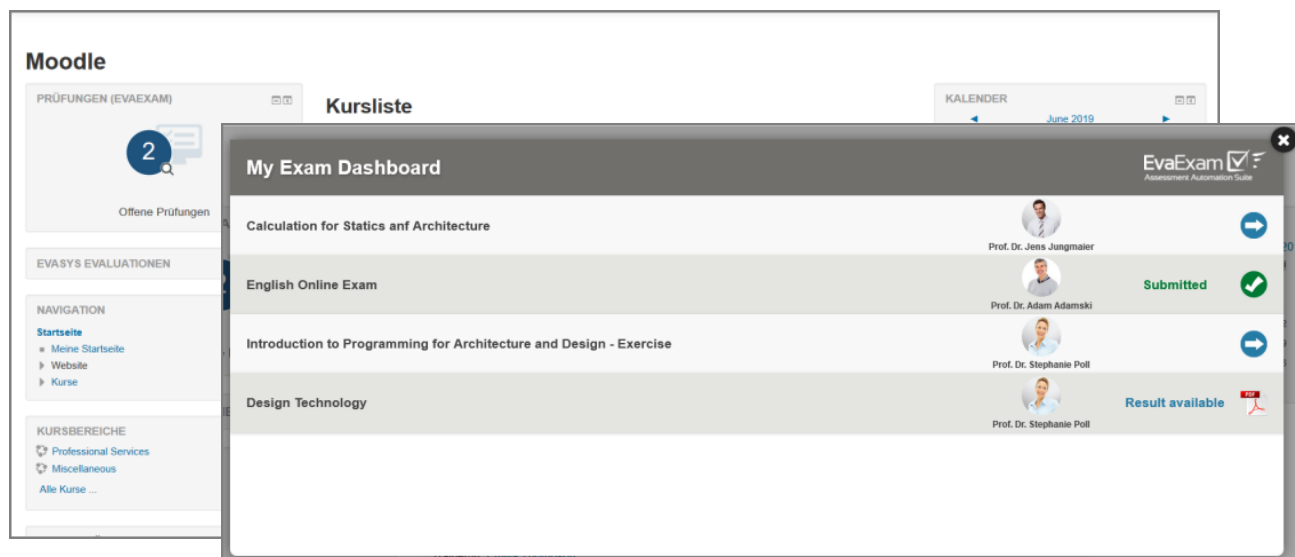 Moodle
PRÜFUNGEN (EVAEXAM)
2
Offene Prüfungen
EVASYS EVALUATIONEN
NAVIGATION
Startseite
Meine Startseite
Website
Kurse
KURSBEREICHE
Professional Services
Miscellaneous
Alle Kurse ...
Kursliste
KALENDER
June 2019
My Exam Dashboard
EvaExam
Assessment Automation Suite
Calculation for Statics anf Architecture
Prof. Dr. Jens Jungmaier
English Online Exam
Prof. Dr. Adam Adamski
Submitted
Introduction to Programming for Architecture and Design - Exercise
Prof. Dr. Stephanie Poll
Design Technology
Prof. Dr. Stephanie Poll
Result available
PDF